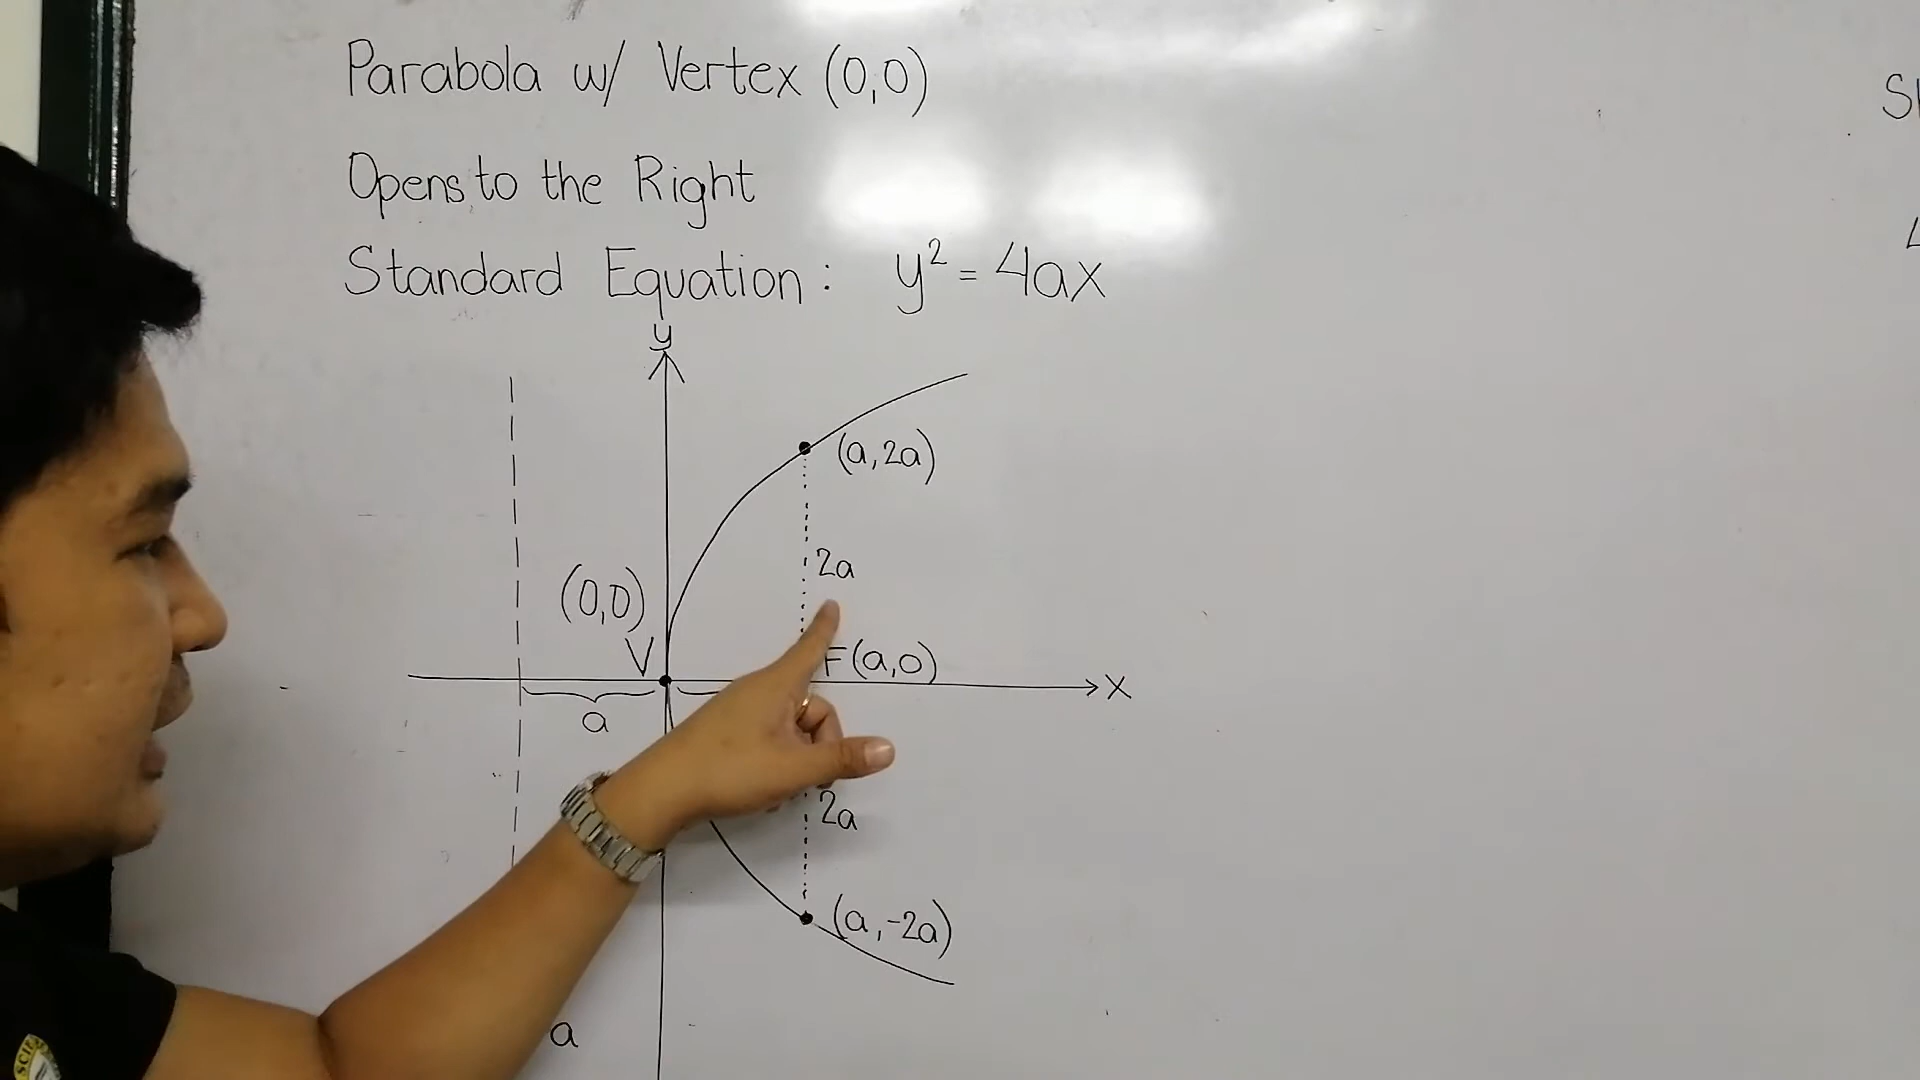 Parabola w/ Vertex (0,0)
Opens to the Right
Standard Equation : y² = 4ax
y
(a, 2a)
2a
(0,0)
V
F(a,0)
x
a
2a
(a, -2a)
a
SCIE